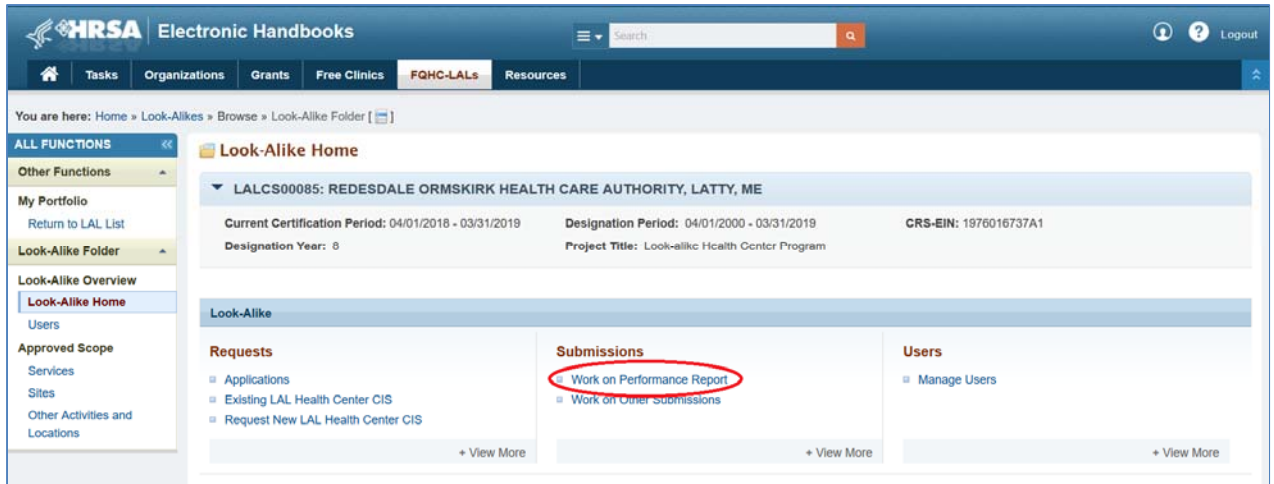 HRSA Electronic Handbooks
Search
? Logout
Tasks Organizations Grants Free Clinics FQHC-LALs Resources
You are here: Home » Look-Alikes » Browse » Look-Alike Folder [ ]
ALL FUNCTIONS «
Other Functions
My Portfolio
Return to LAL List
Look-Alike Folder
Look-Alike Overview
Look-Alike Home
Users
Approved Scope
Services
Sites
Other Activities and
Locations
Look-Alike Home
LALCS00085: REDESDALE ORMSKIRK HEALTH CARE AUTHORITY, LATTY, ME
Current Certification Period: 04/01/2018 - 03/31/2019 Designation Period: 04/01/2000 - 03/31/2019 CRS-EIN: 1976016737A1
Designation Year: 8 Project Title: Look-alike Health Center Program
Look-Alike
Requests
Applications
Existing LAL Health Center CIS
Request New LAL Health Center CIS
+ View More
Submissions
Work on Performance Report
Work on Other Submissions
+ View More
Users
Manage Users
+ View More